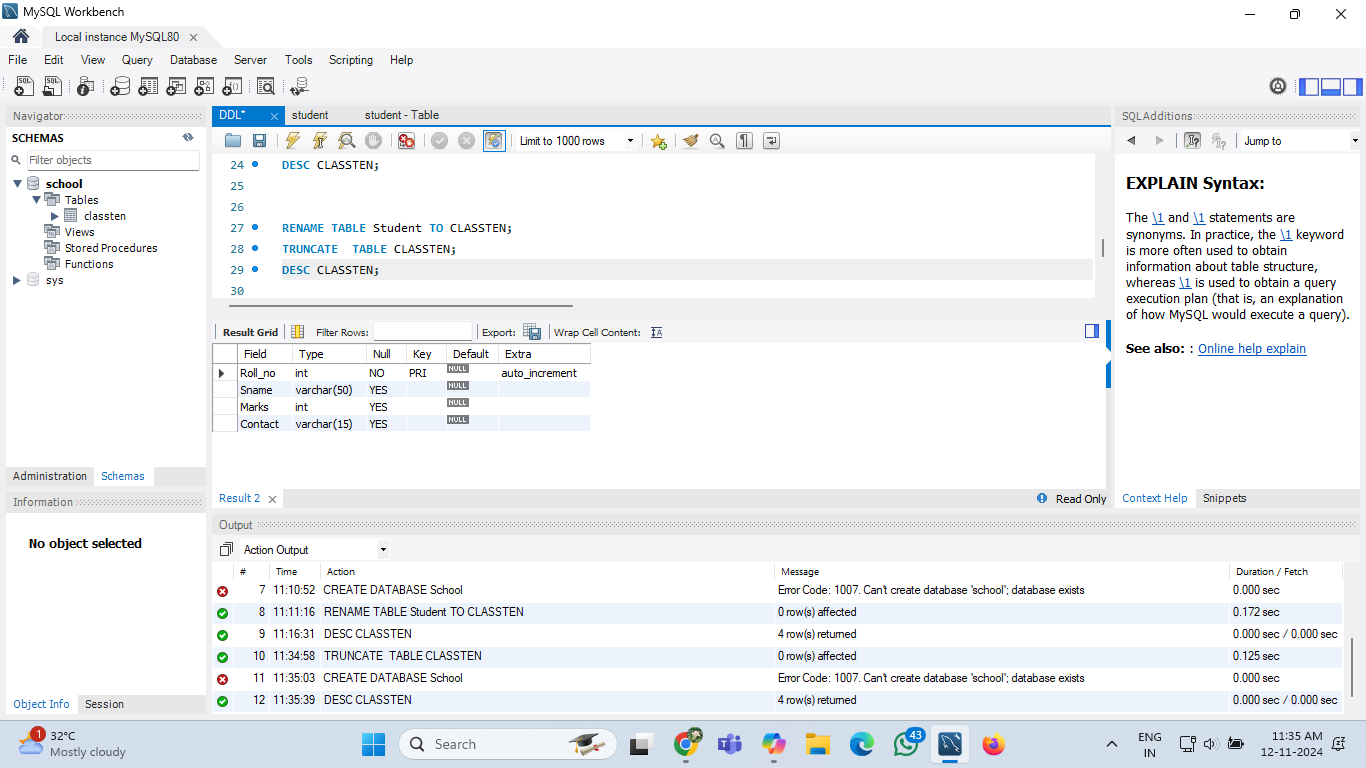 MySQL Workbench
Local instance MySQL80
File Edit View Query Database Server Tools Scripting Help
Navigator
SCHEMAS
Filter objects
school
Tables
classten
Views
Stored Procedures
Functions
sys
Administration Schemas
Information
No object selected
Object Info Session
DDL* student student - Table
Limit to 1000 rows
24 DESC CLASSTEN;
25
26
27 RENAME TABLE Student TO CLASSTEN;
28 TRUNCATE  TABLE CLASSTEN;
29 DESC CLASSTEN;
30
Result Grid Filter Rows: Export: Wrap Cell Content:
Field Type Null Key Default Extra
Roll_no int NO PRI NULL auto_increment
Sname varchar(50) YES NULL
Marks int YES NULL
Contact varchar(15) YES NULL
Result 2 Read Only
SQLAdditions
Jump to
EXPLAIN Syntax:
The \1 and \1 statements are
synonyms. In practice, the \1 keyword
is more often used to obtain
information about table structure,
whereas \1 is used to obtain a query
execution plan (that is, an explanation
of how MySQL would execute a query).
See also: : Online help explain
Context Help Snippets
Output
Action Output
# Time Action Message Duration / Fetch
7 11:10:52 CREATE DATABASE School Error Code: 1007. Can't create database 'school'; database exists 0.000 sec
8 11:11:16 RENAME TABLE Student TO CLASSTEN 0 row(s) affected 0.172 sec
9 11:16:31 DESC CLASSTEN 4 row(s) returned 0.000 sec / 0.000 sec
10 11:34:58 TRUNCATE  TABLE CLASSTEN 0 row(s) affected 0.125 sec
11 11:35:03 CREATE DATABASE School Error Code: 1007. Can't create database 'school'; database exists 0.000 sec
12 11:35:39 DESC CLASSTEN 4 row(s) returned 0.000 sec / 0.000 sec
1 32°C
Mostly cloudy
Search
43
ENG
IN
11:35 AM
12-11-2024